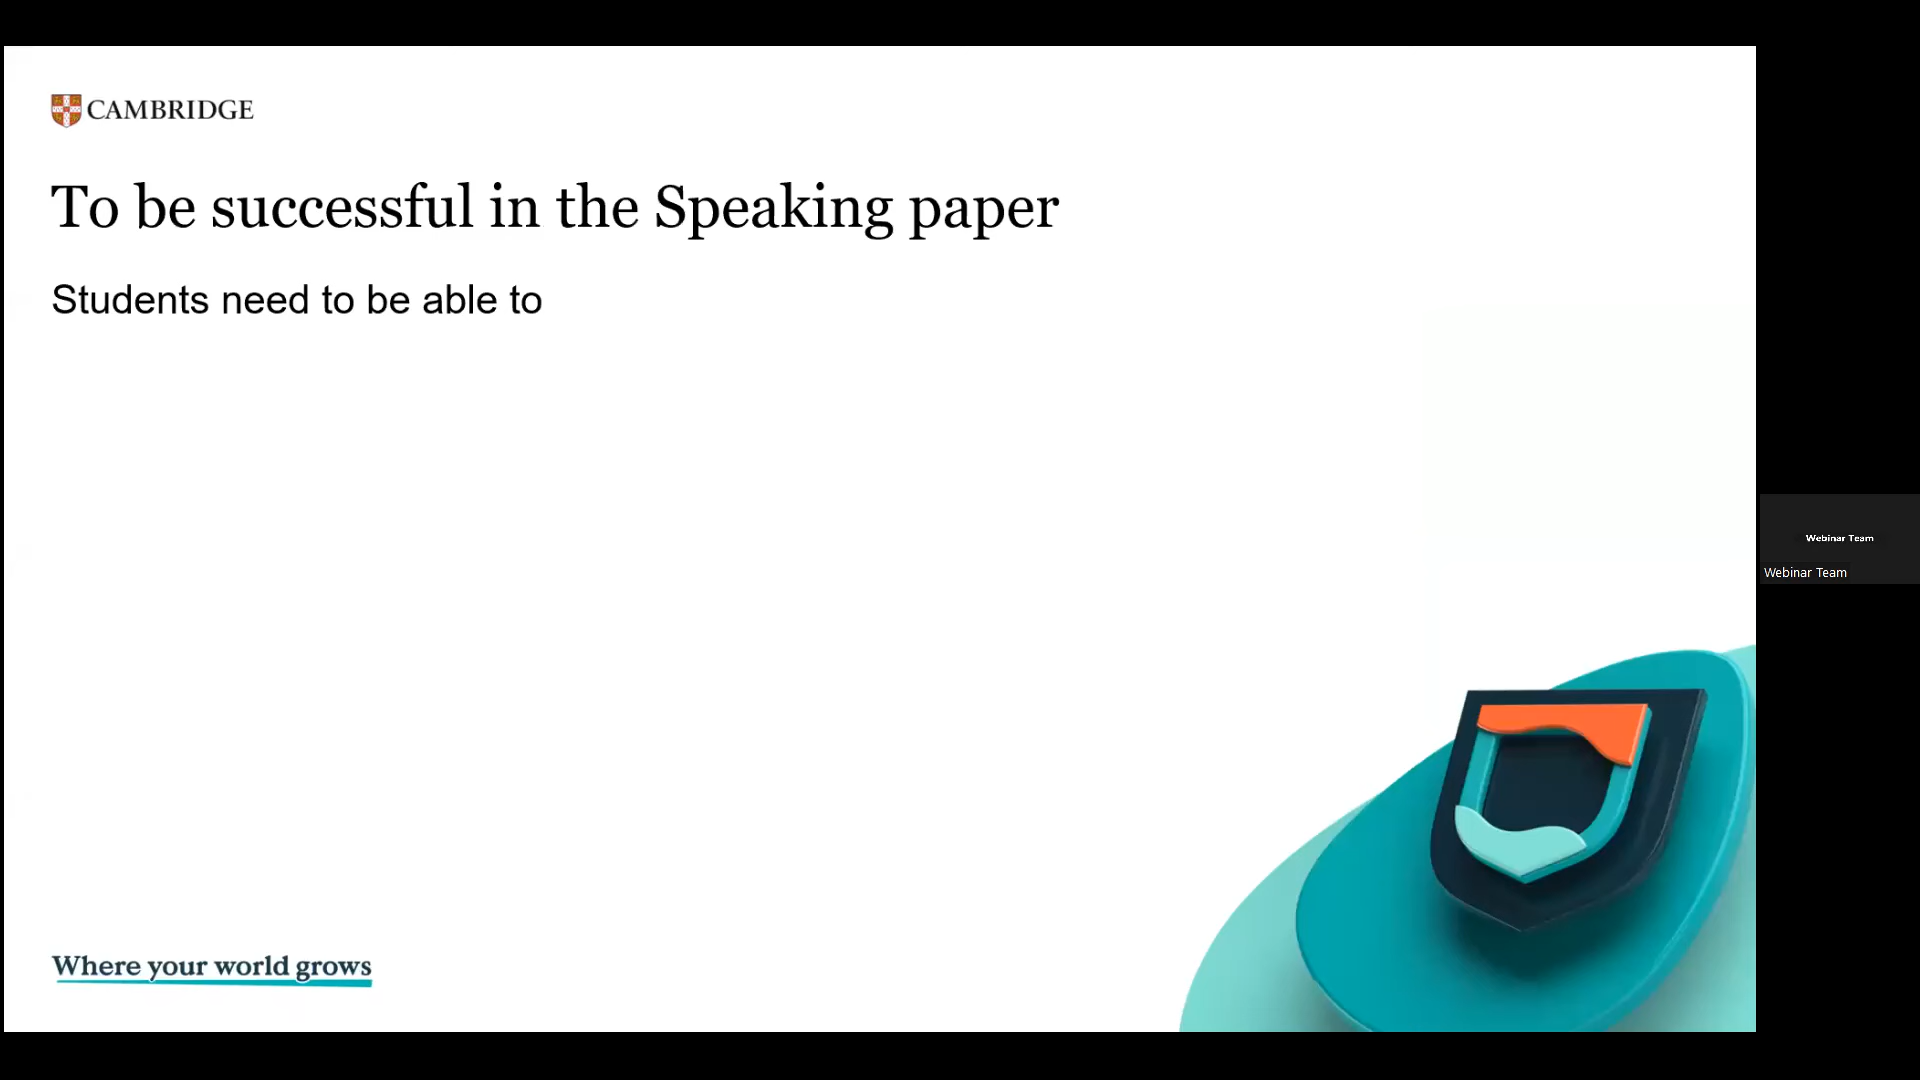 CAMBRIDGE
To be successful in the Speaking paper
Students need to be able to
Webinar Team
Webinar Team
Where your world grows